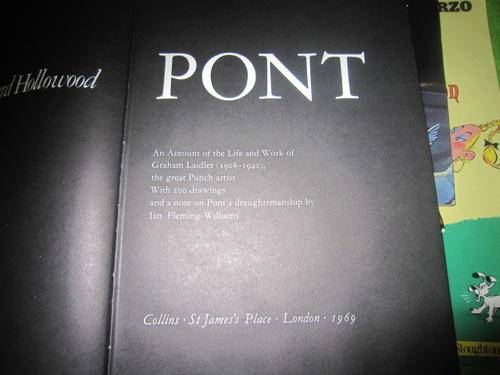 nd Hollowood
PONT
An Account of the Life and Work of
Graham Laidler (1908–1940),
the great Punch artist
With 200 drawings
and a note on Pont's draughtsmanship by
Ian Fleming-Williams
Collins · St James's Place · London · 1969
RZO
Stoughton